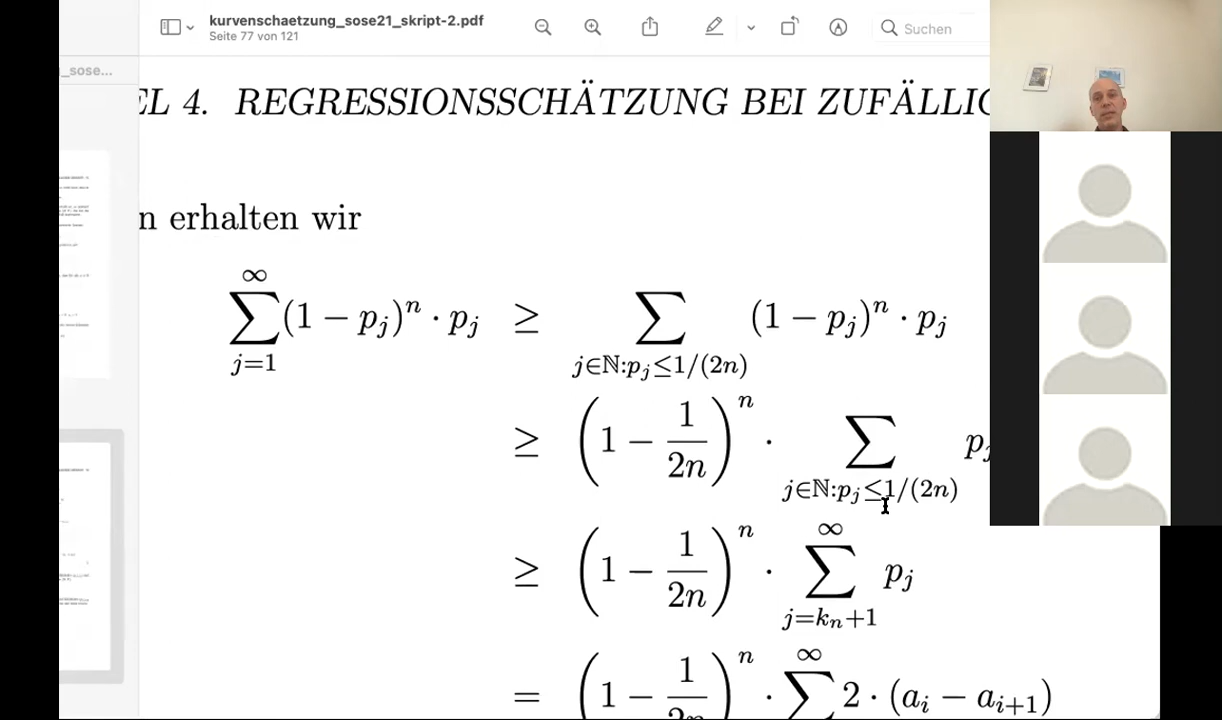 kurvenschaetzung_sose21_skript-2.pdf
Seite 77 von 121
Suchen
_sose...
EL 4. REGRESSIONSSCHÄTZUNG BEI ZUFÄLLIG
n erhalten wir
∑_{j=1}^{∞} (1 − p_j)^n · p_j ≥ ∑_{j∈ℕ:p_j≤1/(2n)} (1 − p_j)^n · p_j
≥ (1 − 1/2n)^n · ∑_{j∈ℕ:p_j≤1/(2n)} p_j
≥ (1 − 1/2n)^n · ∑_{j=k_n+1}^{∞} p_j
= (1 − 1/2n)^n · ∑^{∞} 2 · (a_i − a_{i+1})